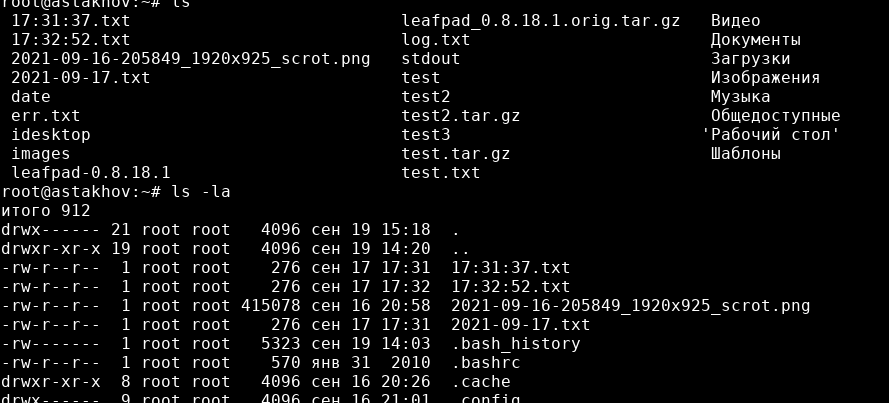 root@astakhov:~# ls
17:31:37.txt leafpad_0.8.18.1.orig.tar.gz Видео
17:32:52.txt log.txt Документы
2021-09-16-205849_1920x925_scrot.png stdout Загрузки
2021-09-17.txt test Изображения
date test2 Музыка
err.txt test2.tar.gz Общедоступные
idesktop test3 'Рабочий стол'
images test.tar.gz Шаблоны
leafpad-0.8.18.1 test.txt
root@astakhov:~# ls -la
итого 912
drwx------ 21 root root 4096 сен 19 15:18 .
drwxr-xr-x 19 root root 4096 сен 19 14:20 ..
-rw-r--r-- 1 root root 276 сен 17 17:31 17:31:37.txt
-rw-r--r-- 1 root root 276 сен 17 17:32 17:32:52.txt
-rw-r--r-- 1 root root 415078 сен 16 20:58 2021-09-16-205849_1920x925_scrot.png
-rw-r--r-- 1 root root 276 сен 17 17:31 2021-09-17.txt
-rw------- 1 root root 5323 сен 19 14:03 .bash_history
-rw-r--r-- 1 root root 570 янв 31 2010 .bashrc
drwxr-xr-x 8 root root 4096 сен 16 20:26 .cache
drwx------ 9 root root 4096 сен 16 21:01 .config